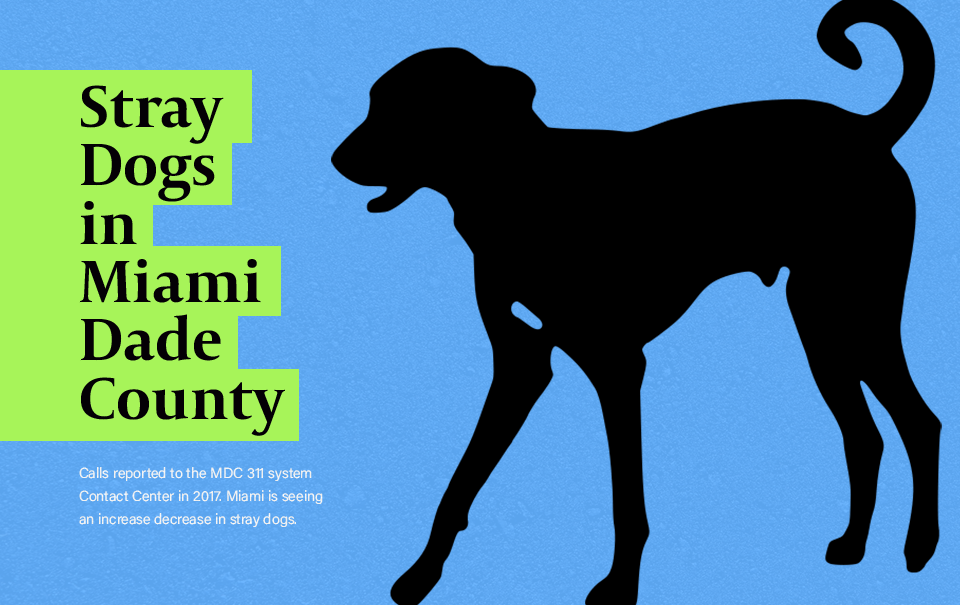 Stray
Dogs
in
Miami
Dade
County
Calls reported to the MDC 311 system
Contact Center in 2017. Miami is seeing
an increase decrease in stray dogs.